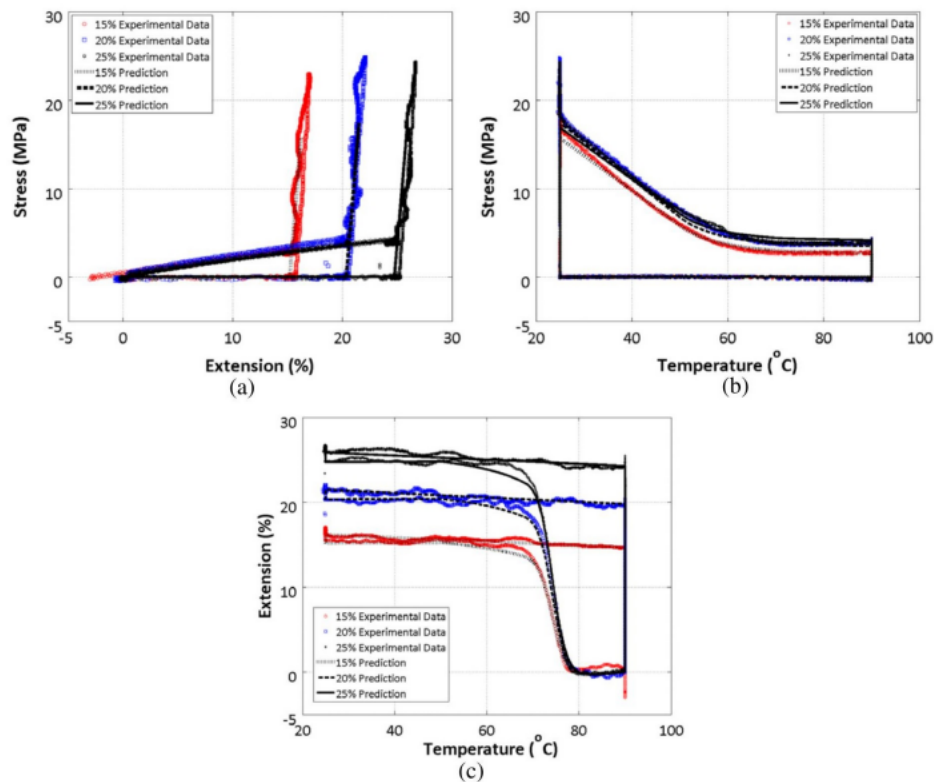 30
25
20
10
0
-5
Stress (MPa)
15% Experimental Data
20% Experimental Data
25% Experimental Data
15% Prediction
20% Prediction
25% Prediction
-5 0 10 20 30
Extension (%)
(a)
30
20
10
0
-5
Stress (MPa)
15% Experimental Data
20% Experimental Data
25% Experimental Data
15% Prediction
20% Prediction
25% Prediction
20 40 60 80 100
Temperature (°C)
(b)
30
20
10
0
-5
Extension (%)
15% Experimental Data
20% Experimental Data
25% Experimental Data
15% Prediction
20% Prediction
25% Prediction
20 40 60 80 100
Temperature (°C)
(c)